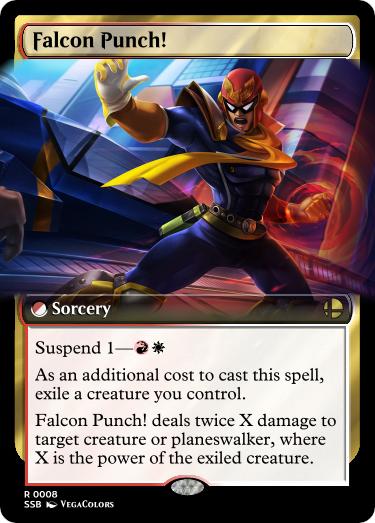 Falcon Punch!
Sorcery
Suspend 1—
As an additional cost to cast this spell,
exile a creature you control.
Falcon Punch! deals twice X damage to
target creature or planeswalker, where
X is the power of the exiled creature.
R 0008
SSB VegaColors